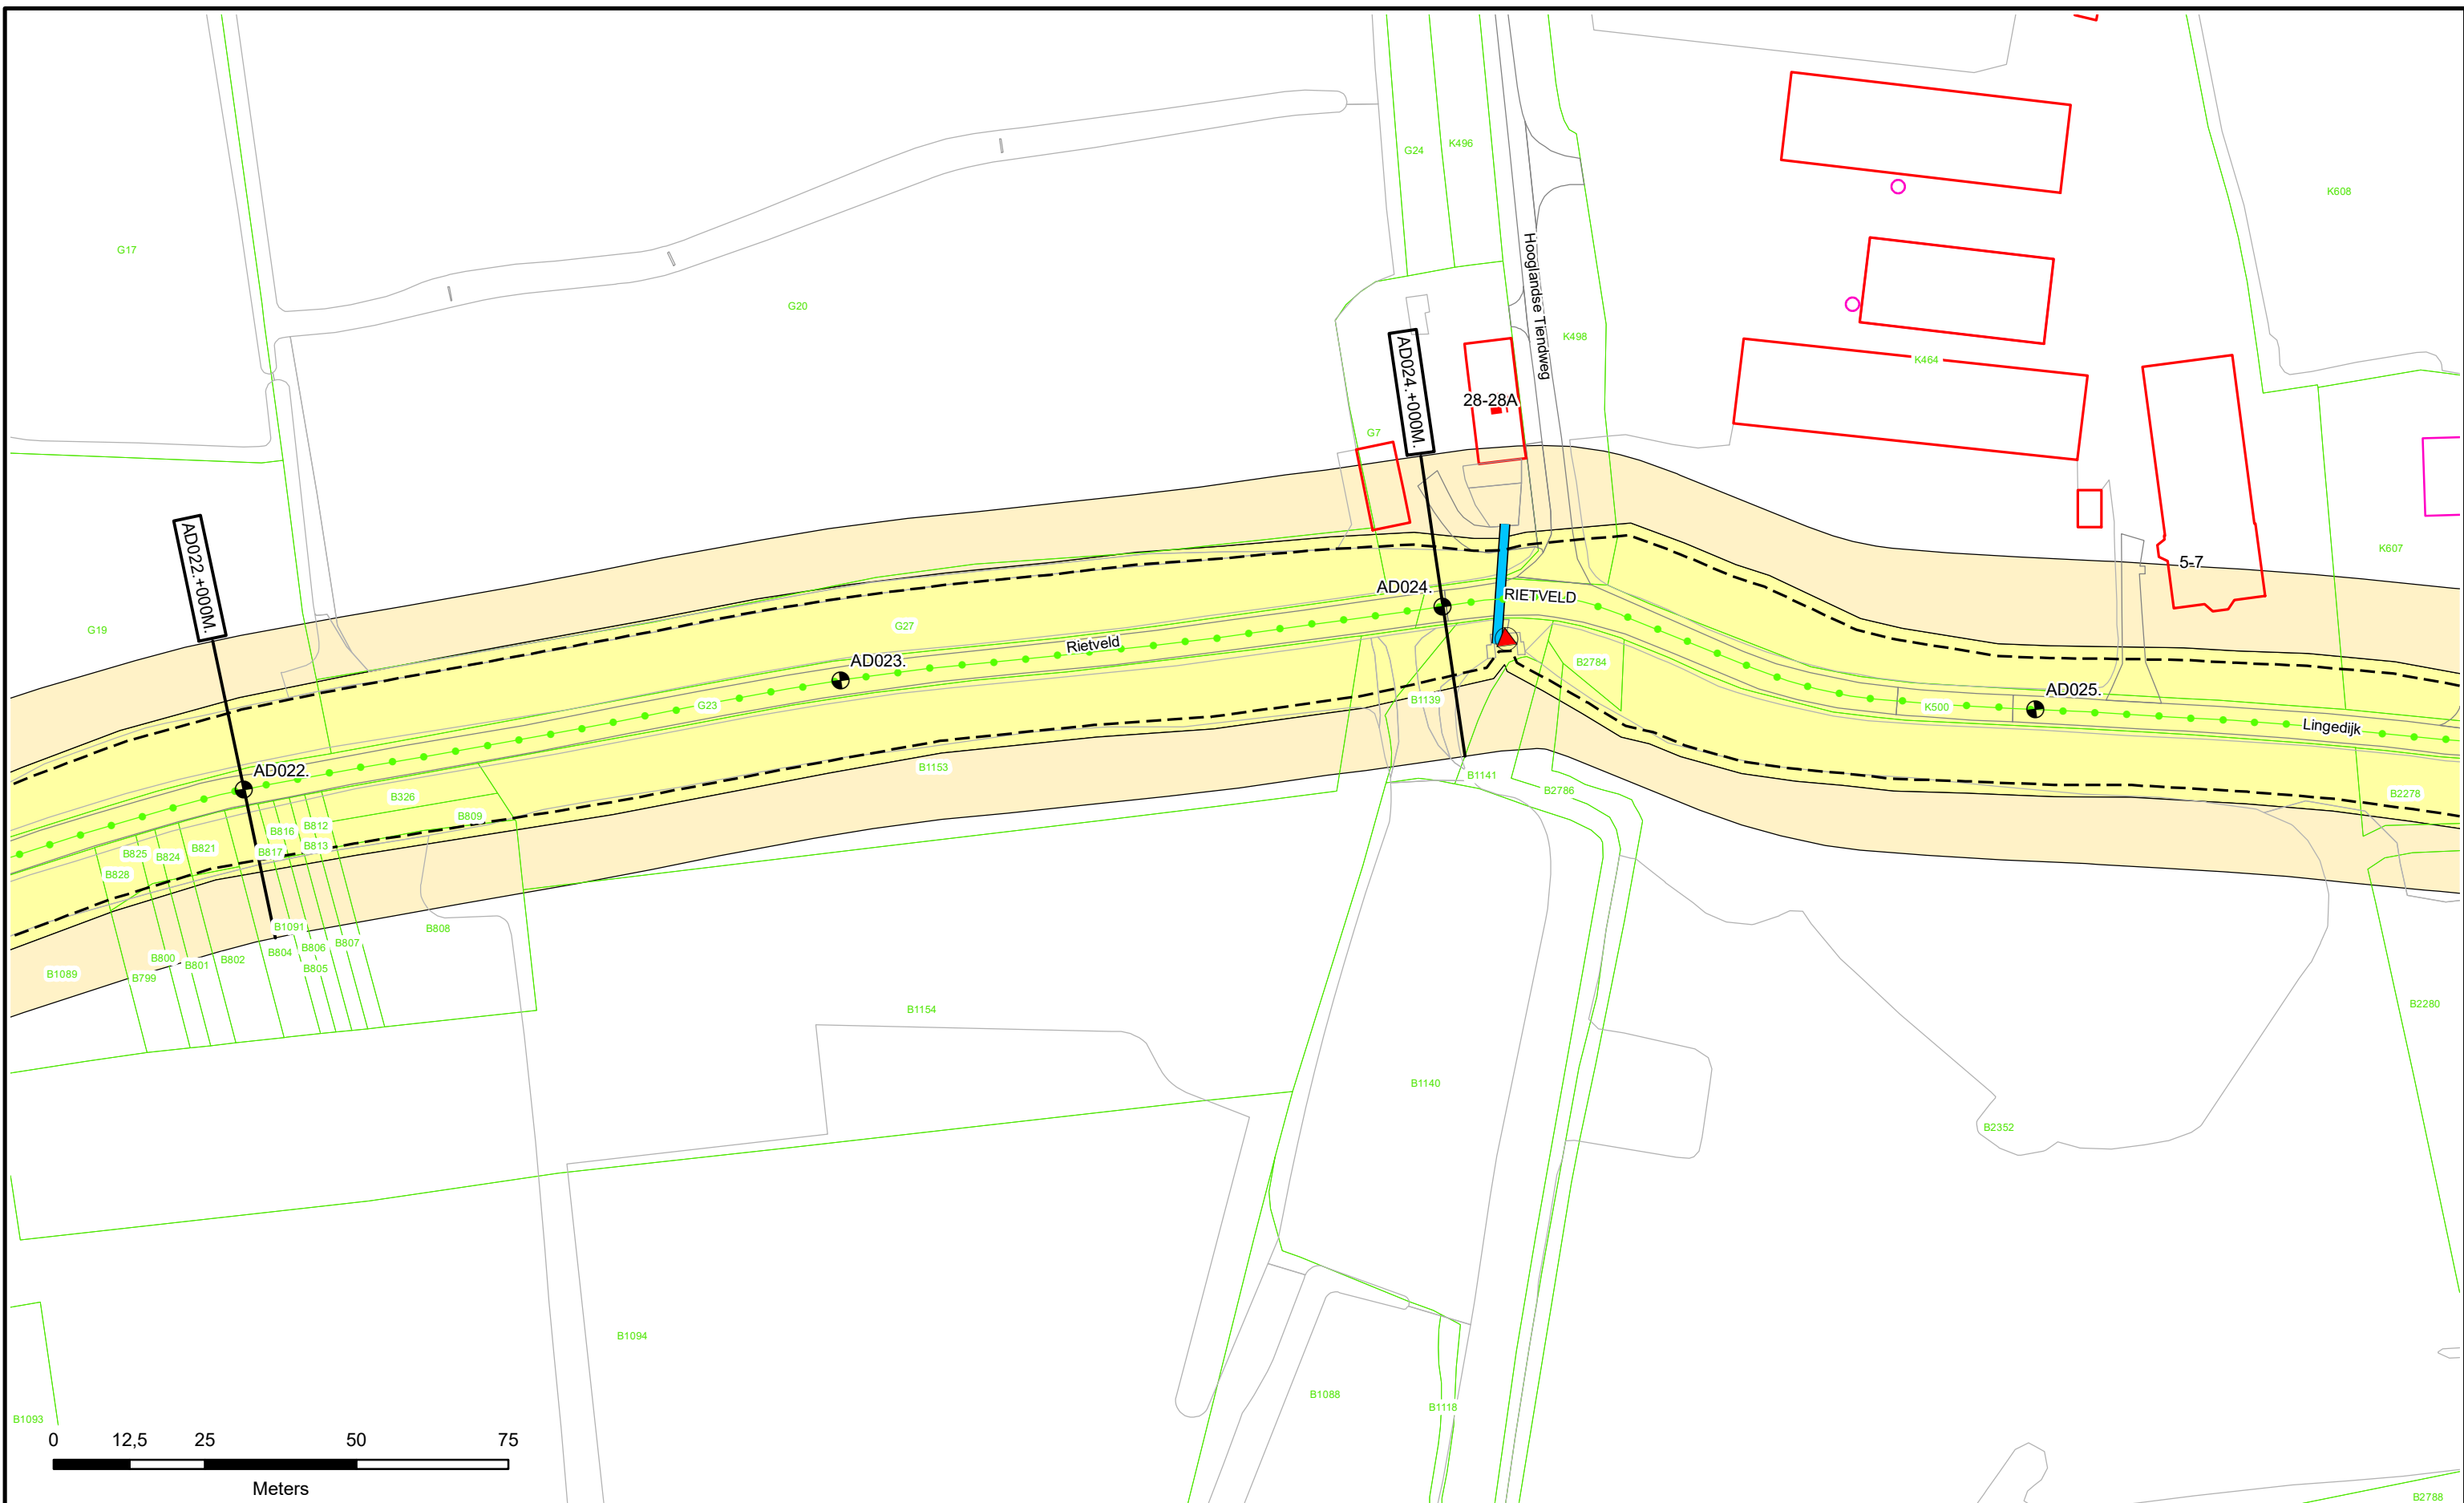 G24
K496
K608
G17
Hooglandse Tiendweg
G20
K498
K464
AD024.+000M.
28-28A
G7
AD022.+000M.
K607
5-7
AD024.
RIETVELD
G19
G27
Rietveld
AD023.
B2784
AD025.
B1139
G23
K500
Lingedijk
AD022.
B1153
B1141
B2786
B326
B2278
B809
B812
B816
B813
B821
B817
B825
B824
B828
B1091
B808
B807
B806
B804
B802
B800
B801
B805
B1089
B799
B1154
B2280
B1140
B2352
B1094
B1088
B1118
B1093
0 12,5 25 50 75
Meters
B2788